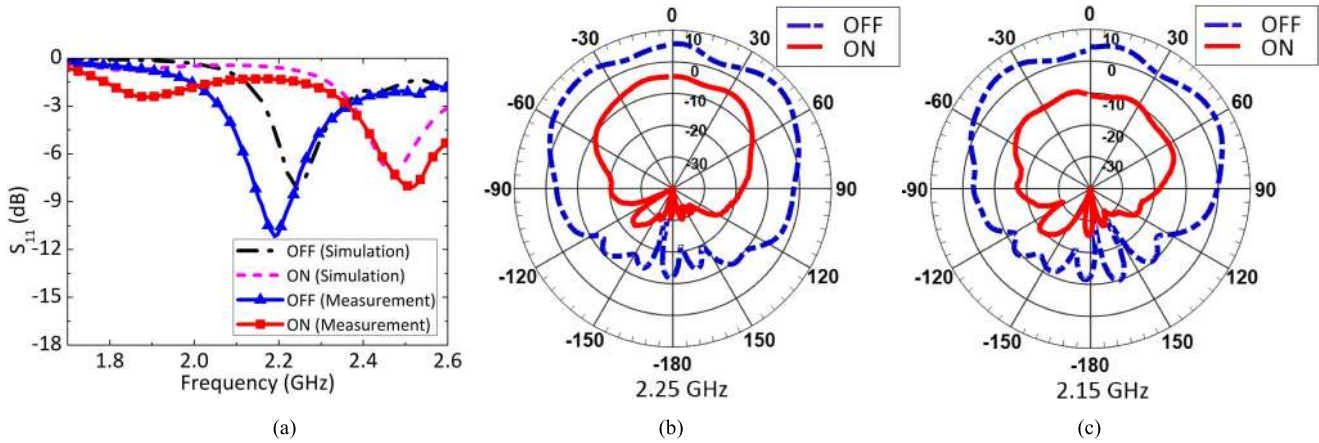 0
-3
-6
-9
-12
-15
-18
S11 (dB)
OFF (Simulation)
ON (Simulation)
OFF (Measurement)
ON (Measurement)
1.8 2.0 2.2 2.4 2.6
Frequency (GHz)
(a)
OFF
ON
0
-30 30
-60 60
-90 90
-120 120
-150 150
-180
10
0
-10
-20
-30
2.25 GHz
(b)
OFF
ON
0
-30 30
-60 60
-90 90
-120 120
-150 150
-180
10
0
-10
-20
-30
2.15 GHz
(c)